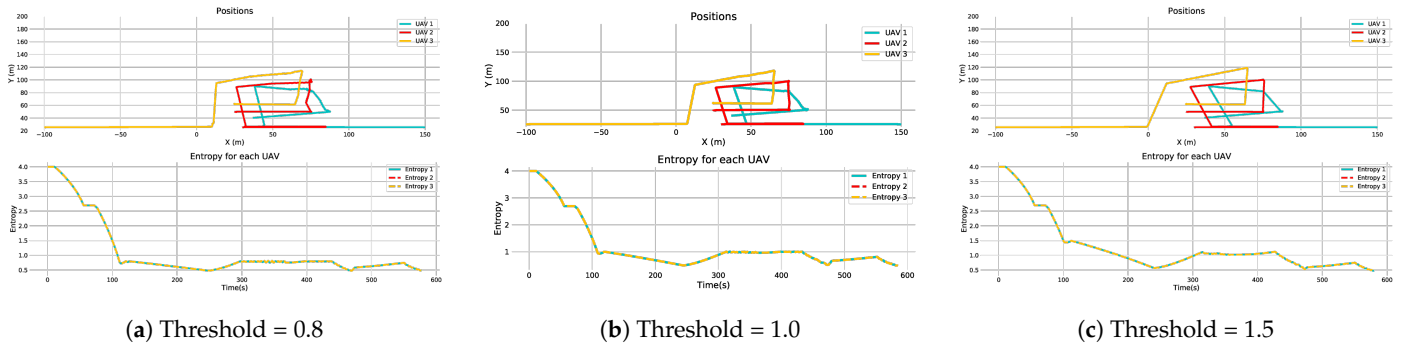 Positions
UAV 1
UAV 2
UAV 3
Y (m)
200
180
160
140
120
100
80
60
40
20
−100
−50
0
50
100
150
X (m)
Entropy for each UAV
Entropy 1
Entropy 2
Entropy 3
Entropy
4.0
3.5
3.0
2.5
2.0
1.5
1.0
0.5
0
100
200
300
400
500
600
Time(s)
(a) Threshold = 0.8
Positions
UAV 1
UAV 2
UAV 3
Y (m)
200
150
100
50
−100
−50
0
50
100
150
X (m)
Entropy for each UAV
Entropy 1
Entropy 2
Entropy 3
Entropy
4
3
2
1
0
100
200
300
400
500
600
Time(s)
(b) Threshold = 1.0
Positions
UAV 1
UAV 2
UAV 3
Y (m)
200
180
160
140
120
100
80
60
40
20
−100
−50
0
50
100
150
X (m)
Entropy for each UAV
Entropy 1
Entropy 2
Entropy 3
Entropy
4.0
3.5
3.0
2.5
2.0
1.5
1.0
0.5
0
100
200
300
400
500
600
Time(s)
(c) Threshold = 1.5